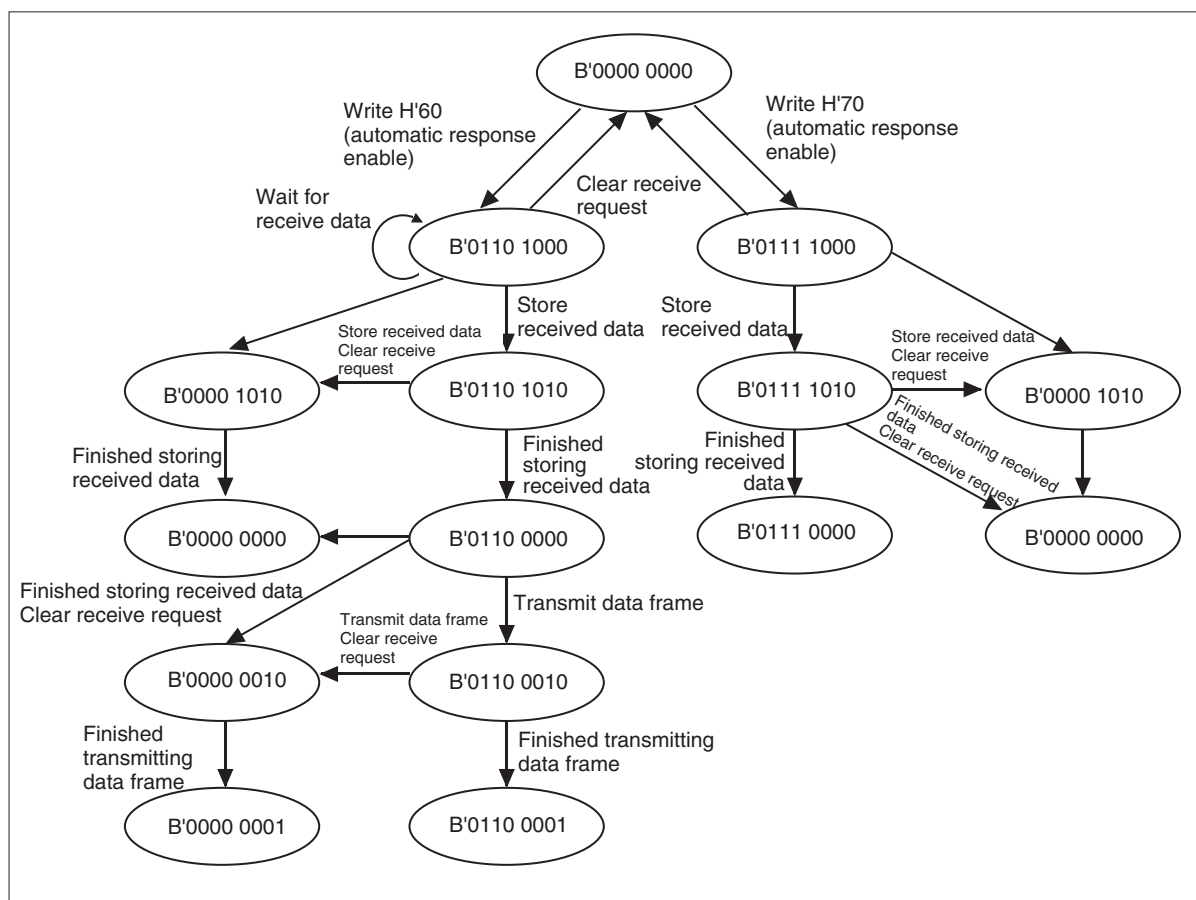 B'0000 0000
Write H'60
(automatic response
enable)
Write H'70
(automatic response
enable)
Clear receive
request
Wait for
receive data
B'0110 1000
B'0111 1000
Store
received data
Store
received data
Store received data
Clear receive
request
Store received data
Clear receive
request
B'0000 1010
B'0110 1010
B'0111 1010
B'0000 1010
Finished storing
received data
Finished
storing
received data
Finished
storing received
data
Finished storing received
data
Clear receive request
B'0000 0000
B'0110 0000
B'0111 0000
B'0000 0000
Finished storing received data
Clear receive request
Transmit data frame
Transmit data frame
Clear receive
request
B'0000 0010
B'0110 0010
Finished
transmitting
data frame
Finished transmitting
data frame
B'0000 0001
B'0110 0001